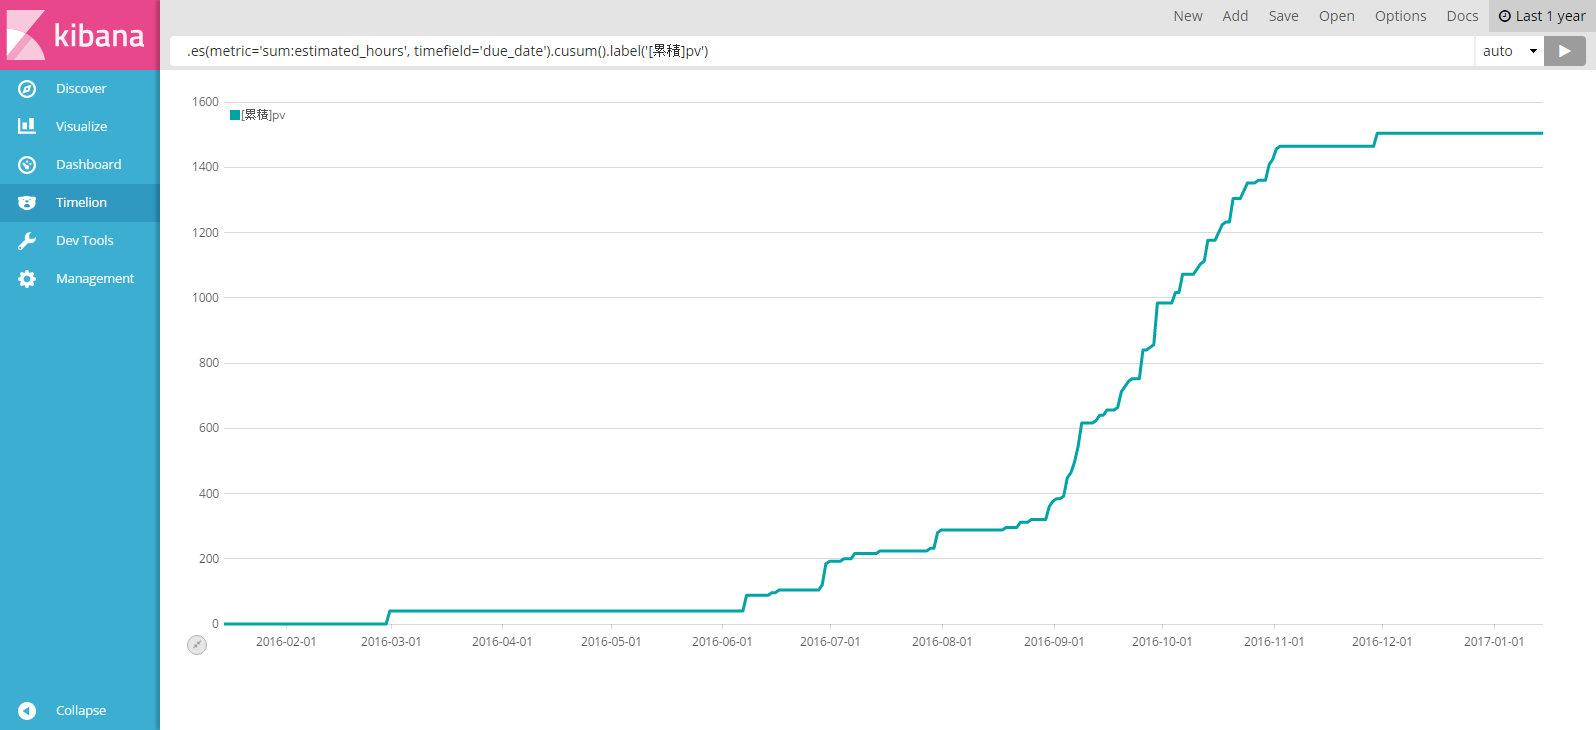 kibana
Discover
Visualize
Dashboard
Timelion
Dev Tools
Management
Collapse
New Add Save Open Options Docs Last 1 year
.es(metric='sum:estimated_hours', timefield='due_date').cusum().label('[累積]pv')
auto
[累積]pv
1600
1400
1200
1000
800
600
400
200
0
2016-02-01 2016-03-01 2016-04-01 2016-05-01 2016-06-01 2016-07-01 2016-08-01 2016-09-01 2016-10-01 2016-11-01 2016-12-01 2017-01-01